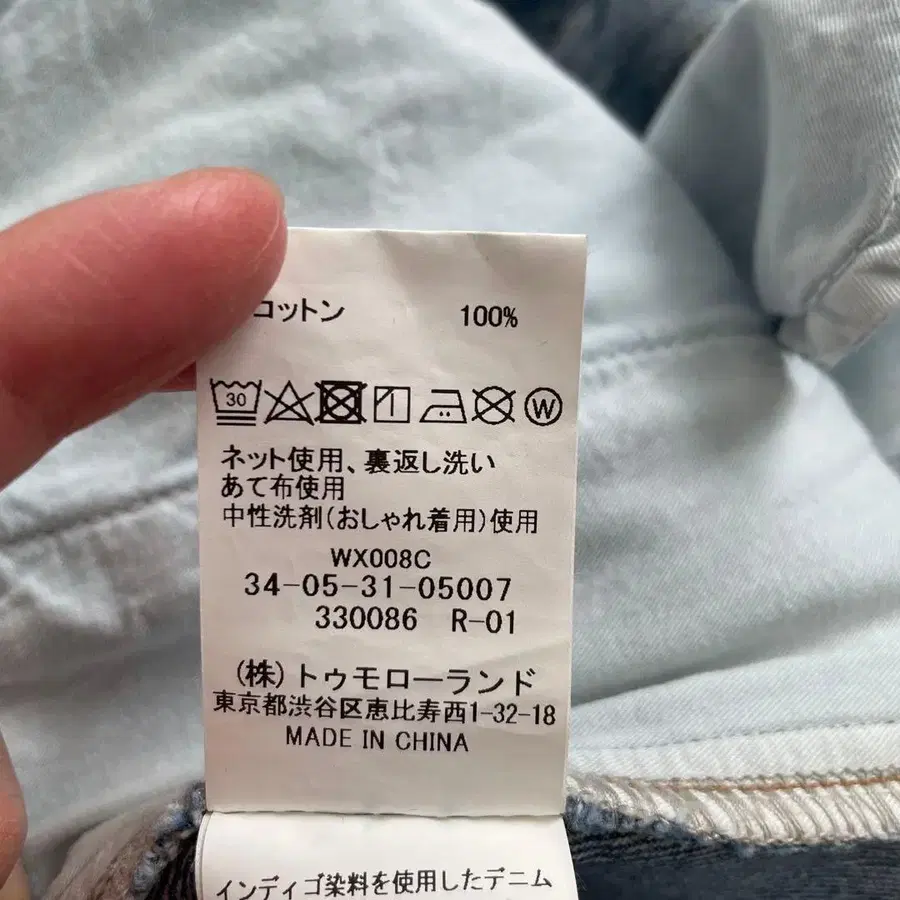 コットン 100%
30 W
ネット使用、裏返し洗い
あて布使用
中性洗剤(おしゃれ着用)使用
WX008C
34-05-31-05007
330086 R-01
(株)トゥモローランド
東京都渋谷区恵比寿西1-32-18
MADE IN CHINA
インディゴ染料を使用したデニム